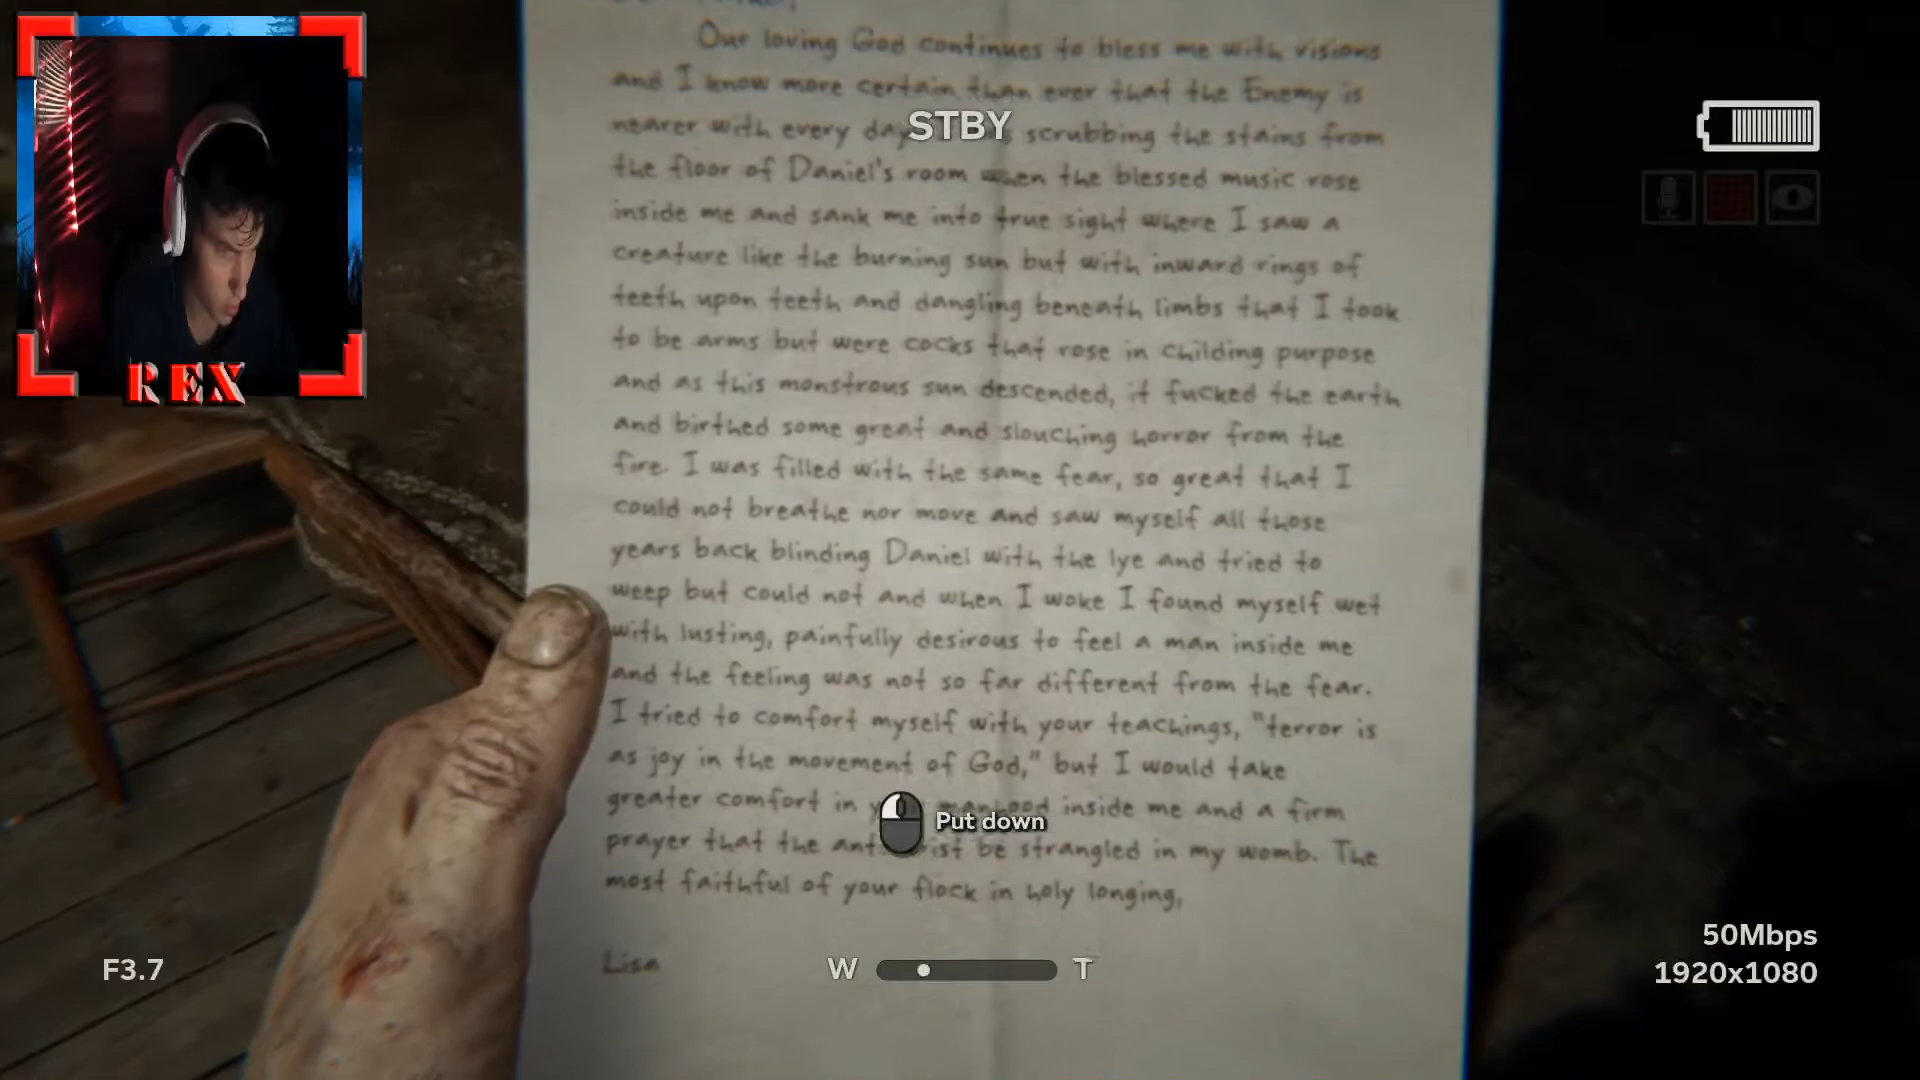 Our loving God continues to bless me with visions
and I know more certain than ever that the Enemy is
nearer with every day scrubbing the stains from
STBY
the floor of Daniel's room when the blessed music rose
inside me and sank me into true sight where I saw a
creature like the burning sun but with inward rings of
teeth upon teeth and dangling beneath limbs that I took
to be arms but were cocks that rose in childing purpose
and as this monstrous sun descended, it fucked the earth
and birthed some great and slouching horror from the
fire. I was filled with the same fear, so great that I
could not breathe nor move and saw myself all those
years back blinding Daniel with the lye and tried to
weep but could not and when I woke I found myself wet
with lusting, painfully desirous to feel a man inside me
and the feeling was not so far different from the fear.
I tried to comfort myself with your teachings, "terror is
as joy in the movement of God," but I would take
greater comfort in inside me and a firm
Put down
prayer that the be strangled in my womb. The
most faithful of your flock in holy longing,
Lisa
REX
F3.7
W T
50Mbps
1920x1080